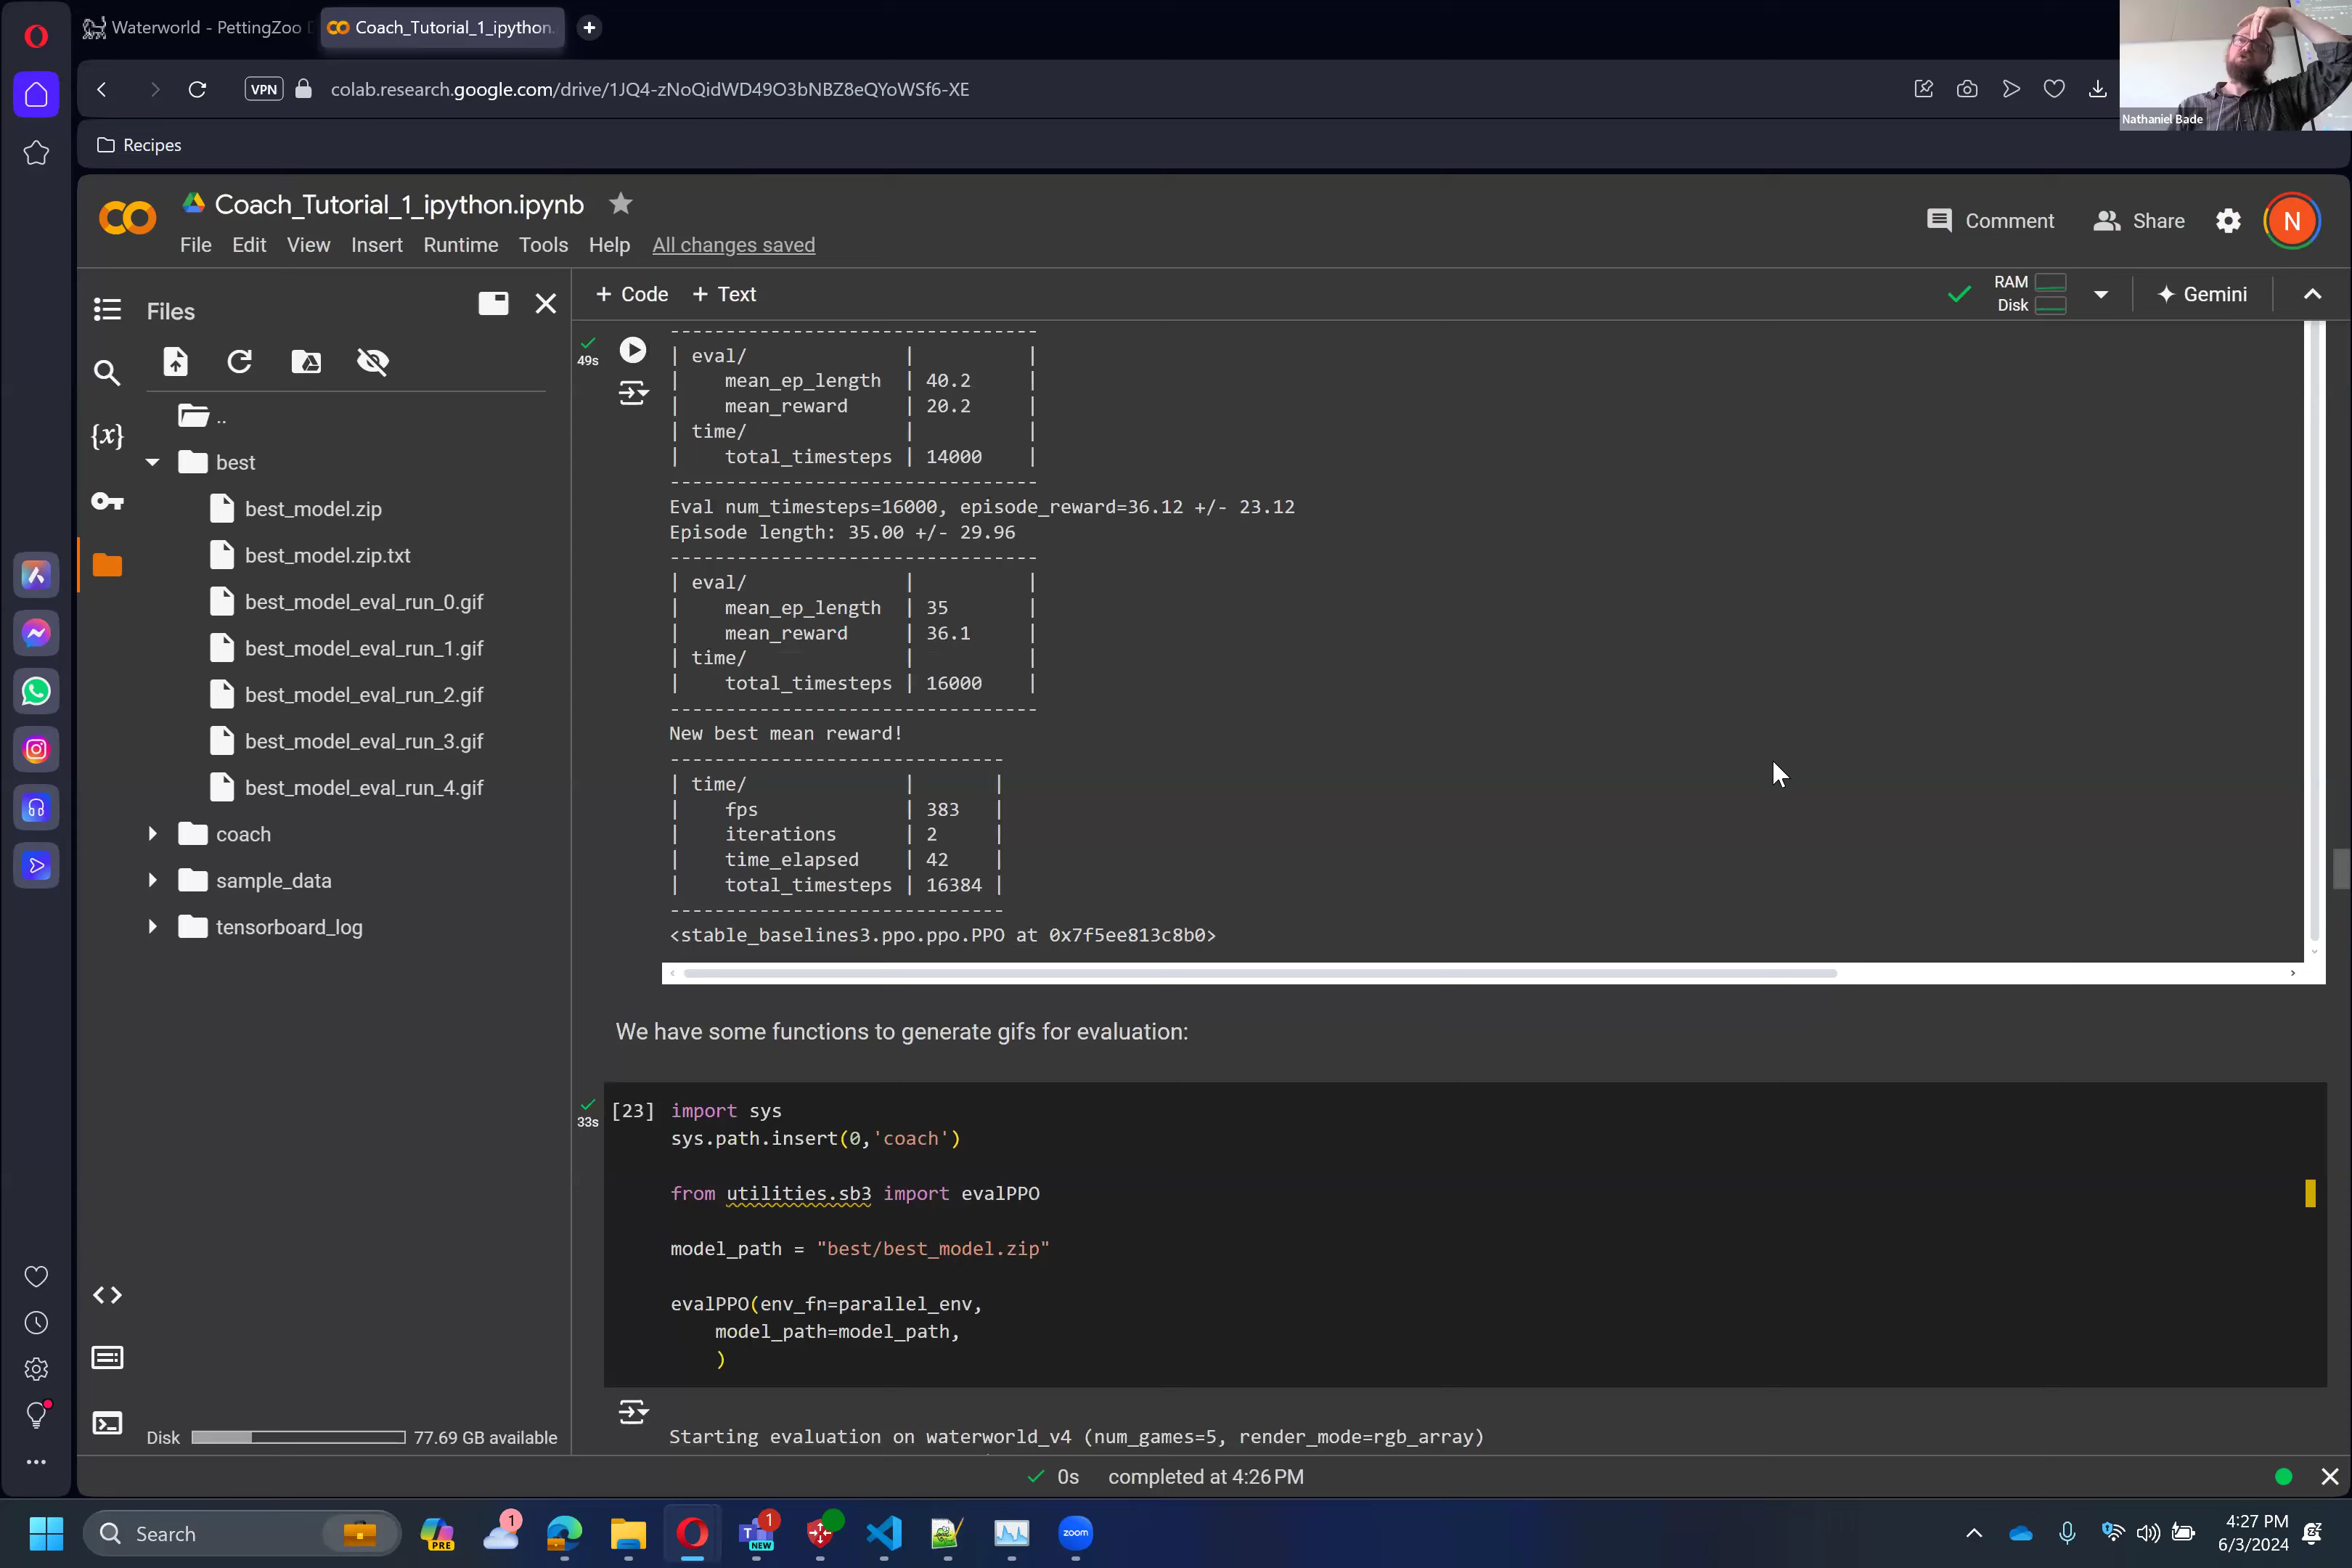 Waterworld - PettingZoo
Coach_Tutorial_1_ipython.
VPN
colab.research.google.com/drive/1JQ4-zNoQidWD49O3bNBZ8eQYoWSf6-XE
Nathaniel Bade
Recipes
Coach_Tutorial_1_ipython.ipynb
File Edit View Insert Runtime Tools Help All changes saved
Comment Share N
Files
+ Code + Text
RAM
Disk
Gemini
..
best
best_model.zip
best_model.zip.txt
best_model_eval_run_0.gif
best_model_eval_run_1.gif
best_model_eval_run_2.gif
best_model_eval_run_3.gif
best_model_eval_run_4.gif
coach
sample_data
tensorboard_log
Disk 77.69 GB available
49s
----------------------------------
| eval/ | |
| mean_ep_length | 40.2 |
| mean_reward | 20.2 |
| time/ | |
| total_timesteps | 14000 |
----------------------------------
Eval num_timesteps=16000, episode_reward=36.12 +/- 23.12
Episode length: 35.00 +/- 29.96
----------------------------------
| eval/ | |
| mean_ep_length | 35 |
| mean_reward | 36.1 |
| time/ | |
| total_timesteps | 16000 |
----------------------------------
New best mean reward!
------------------------------
| time/ | |
| fps | 383 |
| iterations | 2 |
| time_elapsed | 42 |
| total_timesteps | 16384 |
------------------------------
<stable_baselines3.ppo.ppo.PPO at 0x7f5ee813c8b0>
We have some functions to generate gifs for evaluation:
33s
[23] import sys
sys.path.insert(0,'coach')
from utilities.sb3 import evalPPO
model_path = "best/best_model.zip"
evalPPO(env_fn=parallel_env,
model_path=model_path,
)
Starting evaluation on waterworld_v4 (num_games=5, render_mode=rgb_array)
0s completed at 4:26 PM
Search
PRE
1
1
NEW
zoom
4:27 PM
6/3/2024